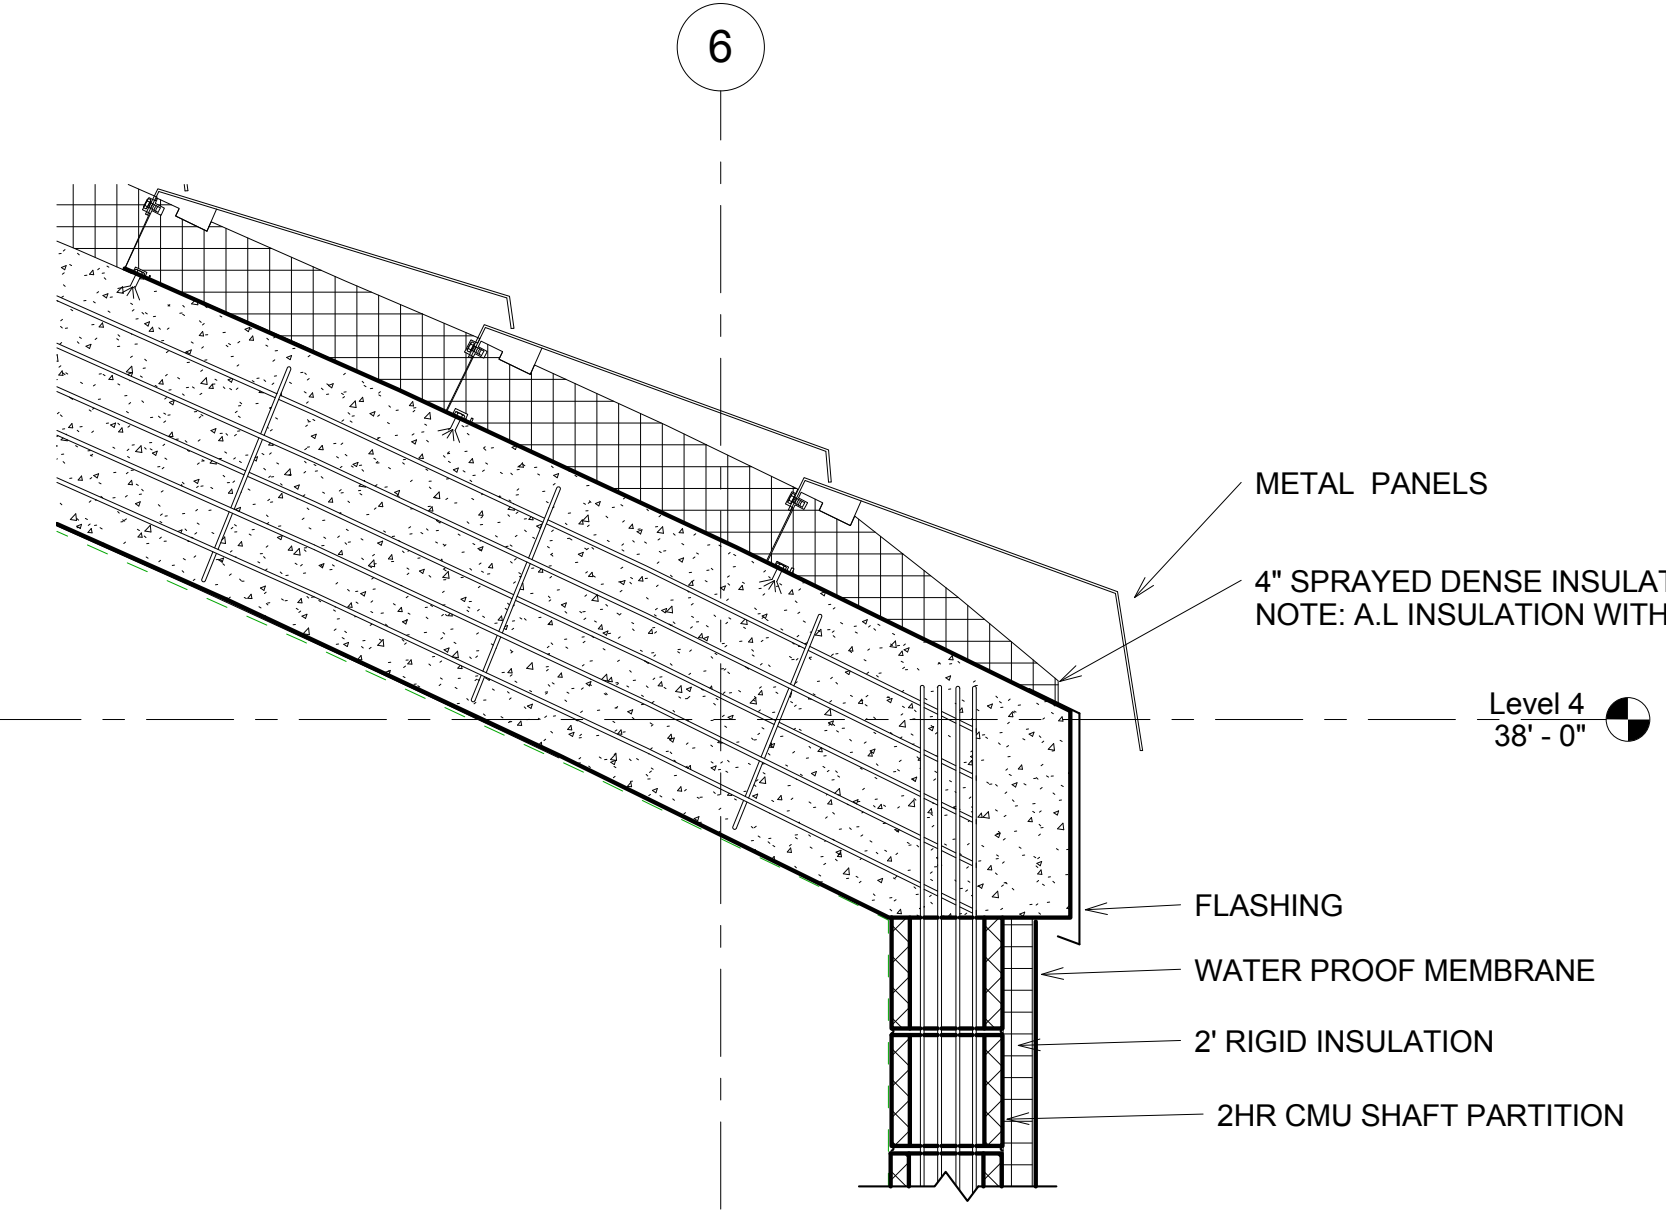 6
METAL PANELS
4" SPRAYED DENSE
NOTE: A.L INSULATION WITH
Level 4
38' - 0"
FLASHING
WATER PROOF MEMBRANE
2' RIGID INSULATION
2HR CMU SHAFT PARTITION